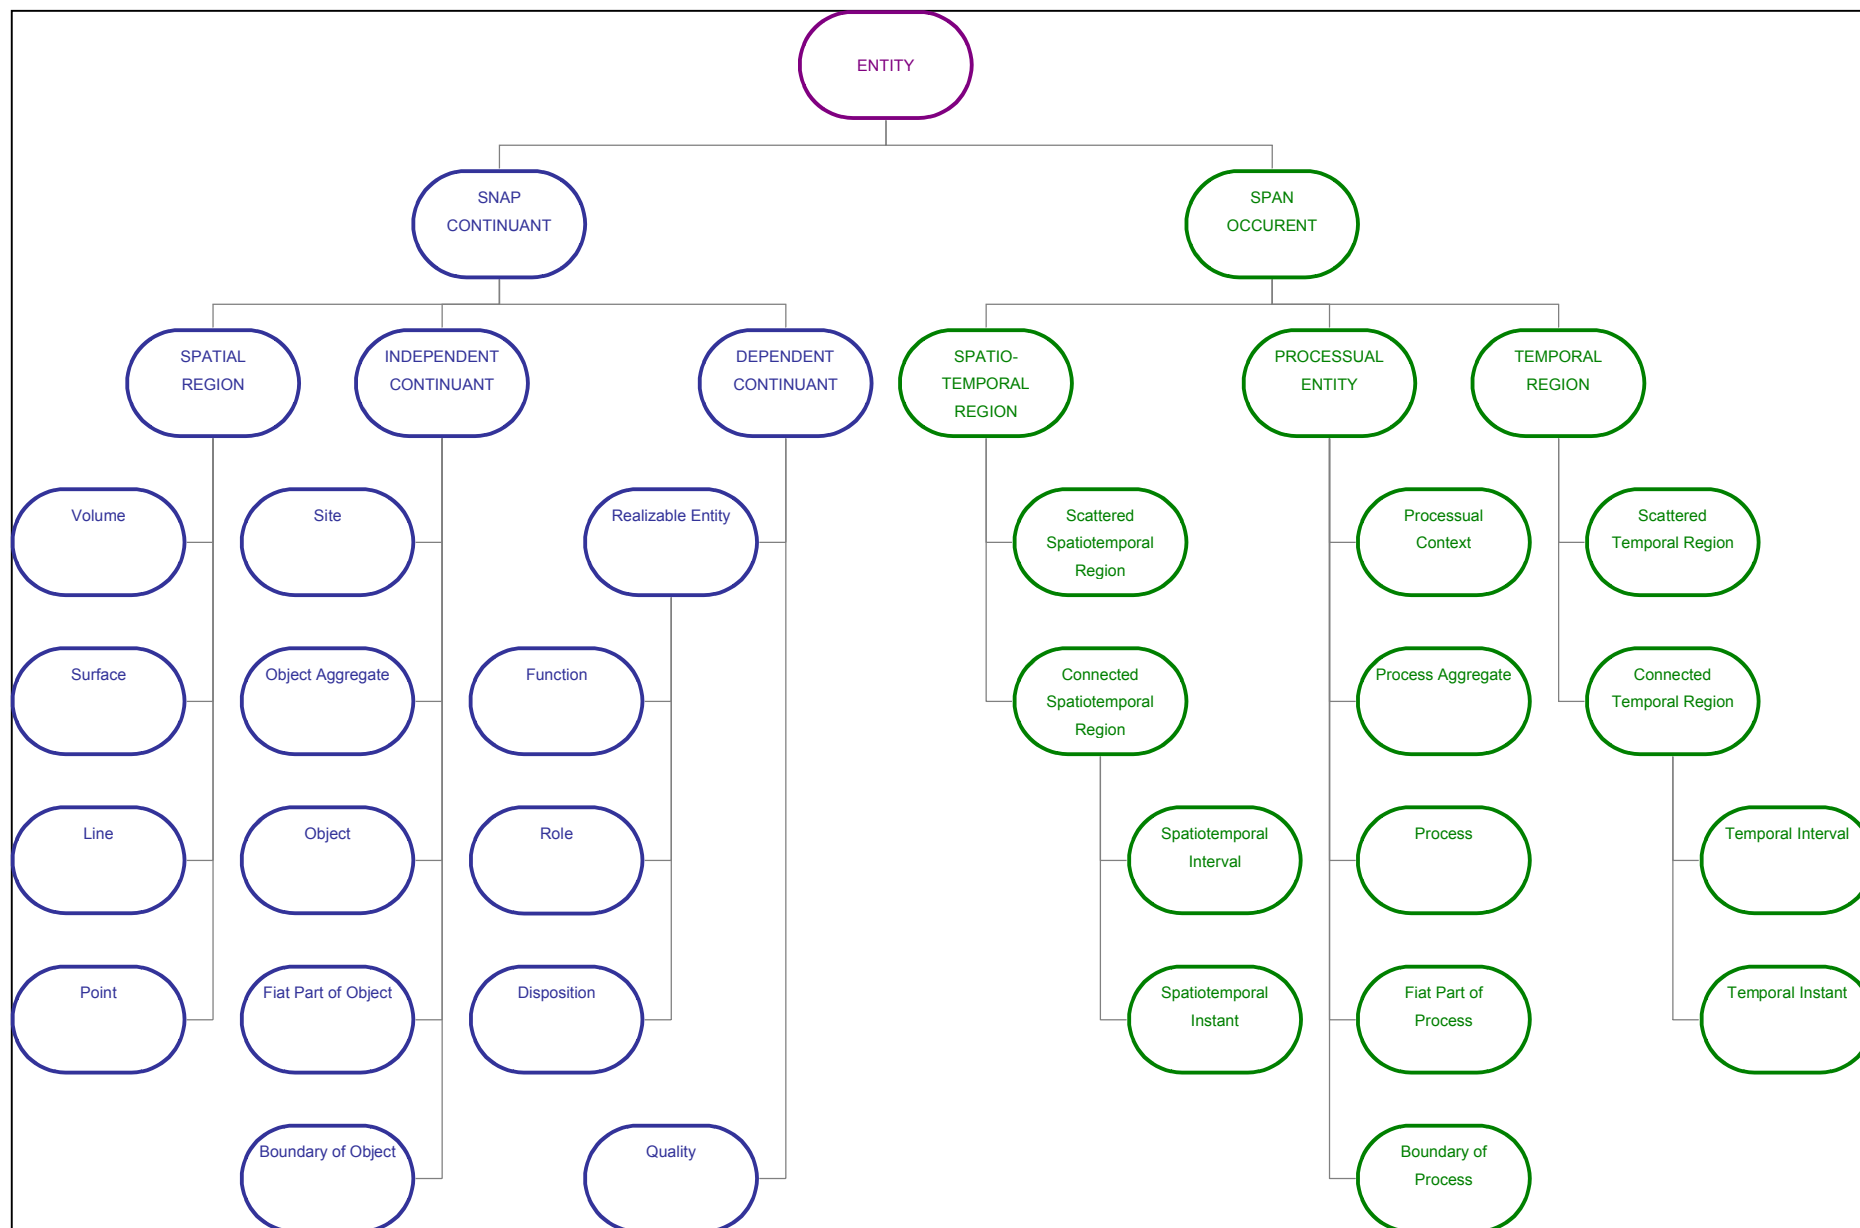 ENTITY
SNAP
CONTINUANT
SPAN
OCCURENT
SPATIAL
REGION
INDEPENDENT
CONTINUANT
DEPENDENT
CONTINUANT
SPATIO-
TEMPORAL
REGION
PROCESSUAL
ENTITY
TEMPORAL
REGION
Volume
Site
Realizable Entity
Scattered
Spatiotemporal
Region
Processual
Context
Scattered
Temporal Region
Surface
Object Aggregate
Function
Connected
Spatiotemporal
Region
Process Aggregate
Connected
Temporal Region
Line
Object
Role
Spatiotemporal
Interval
Process
Temporal Interval
Point
Fiat Part of Object
Disposition
Spatiotemporal
Instant
Fiat Part of
Process
Temporal Instant
Boundary of Object
Quality
Boundary of
Process